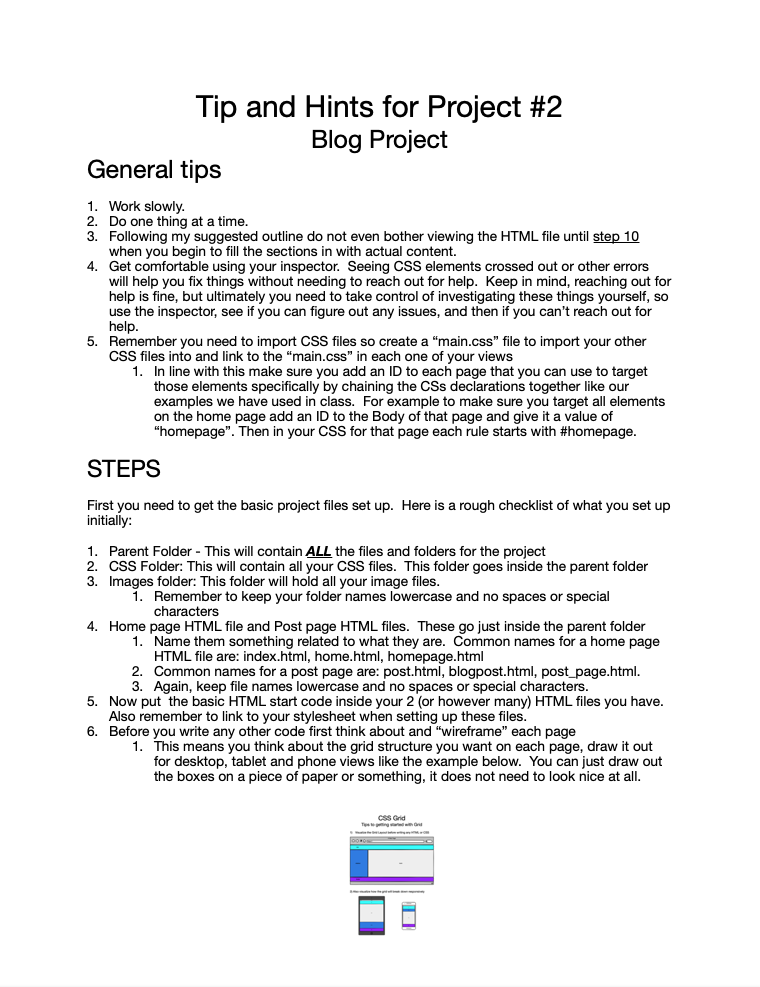 Tip and Hints for Project #2
Blog Project
General tips
1. Work slowly.
2. Do one thing at a time.
3. Following my suggested outline do not even bother viewing the HTML file until step 10
when you begin to fill the sections in with actual content.
4. Get comfortable using your inspector.  Seeing CSS elements crossed out or other errors
will help you fix things without needing to reach out for help.  Keep in mind, reaching out for
help is fine, but ultimately you need to take control of investigating these things yourself, so
use the inspector, see if you can figure out any issues, and then if you can’t reach out for
help.
5. Remember you need to import CSS files so create a “main.css” file to import your other
CSS files into and link to the “main.css” in each one of your views
1. In line with this make sure you add an ID to each page that you can use to target
those elements specifically by chaining the CSs declarations together like our
examples we have used in class.  For example to make sure you target all elements
on the home page add an ID to the Body of that page and give it a value of
“homepage”. Then in your CSS for that page each rule starts with #homepage.
STEPS
First you need to get the basic project files set up.  Here is a rough checklist of what you set up
initially:
1. Parent Folder - This will contain ALL the files and folders for the project
2. CSS Folder: This will contain all your CSS files.  This folder goes inside the parent folder
3. Images folder: This folder will hold all your image files.
1. Remember to keep your folder names lowercase and no spaces or special
characters
4. Home page HTML file and Post page HTML files.  These go just inside the parent folder
1. Name them something related to what they are.  Common names for a home page
HTML file are: index.html, home.html, homepage.html
2. Common names for a post page are: post.html, blogpost.html, post_page.html.
3. Again, keep file names lowercase and no spaces or special characters.
5. Now put  the basic HTML start code inside your 2 (or however many) HTML files you have.
Also remember to link to your stylesheet when setting up these files.
6. Before you write any other code first think about and “wireframe” each page
1. This means you think about the grid structure you want on each page, draw it out
for desktop, tablet and phone views like the example below.  You can just draw out
the boxes on a piece of paper or something, it does not need to look nice at all.
CSS Grid
Tips to getting started with Grid